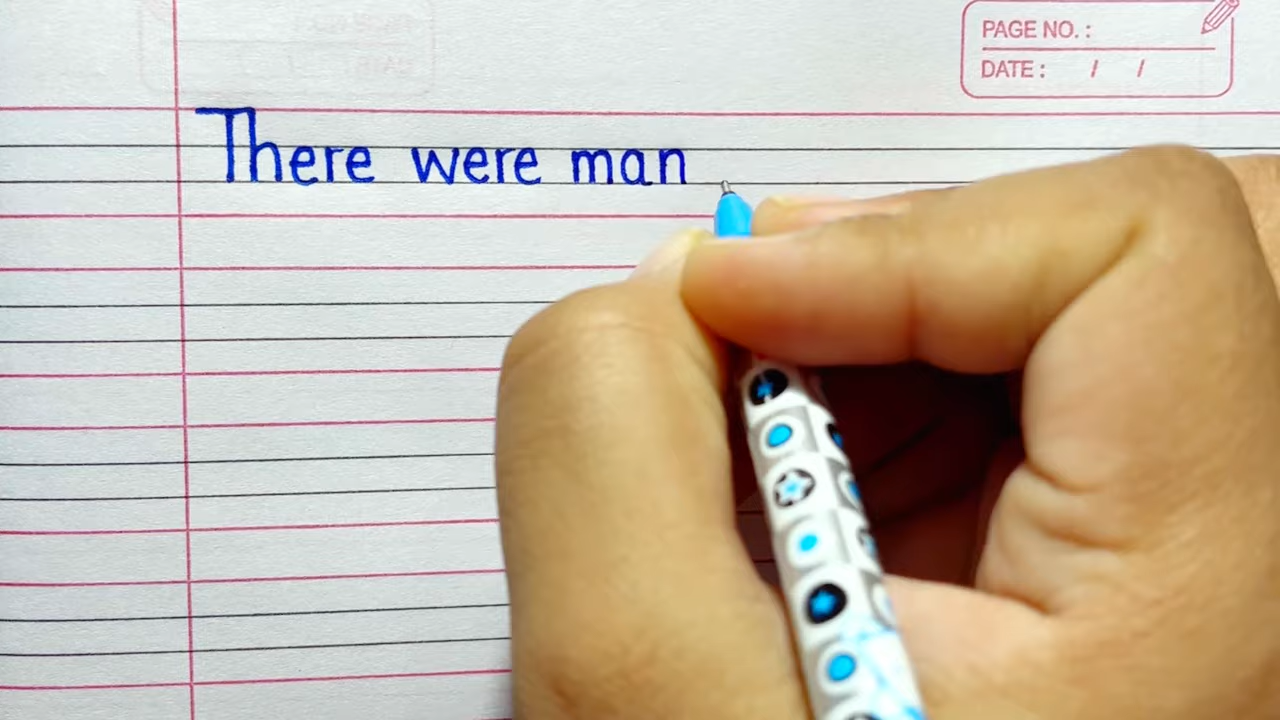 PAGE NO. :
DATE : / /
There were man